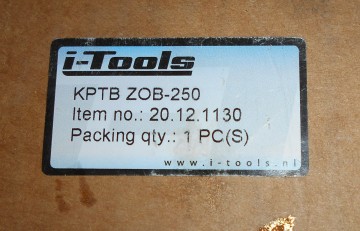 i-Tools
KPTB ZOB-250
Item no.: 20.12.1130
Packing qty.: 1 PC(S)
www.i-tools.nl